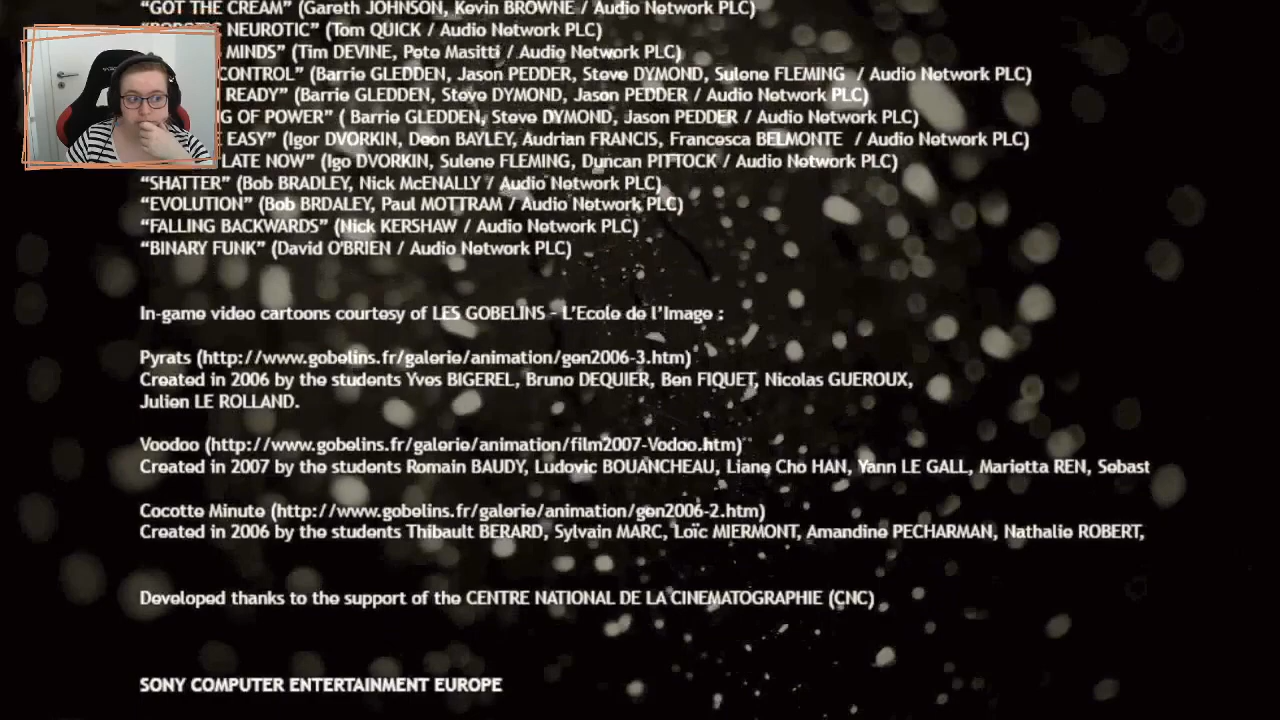 “GOT THE CREAM” (Gareth JOHNSON, Kevin BROWNE / Audio Network PLC)
NEUROTIC” (Tom QUICK / Audio Network PLC)
MINDS” (Tim DEVINE, Pete Masitti / Audio Network PLC)
CONTROL” (Barrie GLEDDEN, Jason PEDDER, Steve DYMOND, Sulene FLEMING / Audio Network PLC)
READY” (Barrie GLEDDEN, Steve DYMOND, Jason PEDDER / Audio Network PLC)
G OF POWER” ( Barrie GLEDDEN, Steve DYMOND, Jason PEDDER / Audio Network PLC)
EASY” (Igor DVORKIN, Deon BAYLEY, Audrian FRANCIS, Francesca BELMONTE / Audio Network PLC)
LATE NOW” (Igo DVORKIN, Sulene FLEMING, Duncan PITTOCK / Audio Network PLC)
“SHATTER” (Bob BRADLEY, Nick McENALLY / Audio Network PLC)
“EVOLUTION” (Bob BRDALEY, Paul MOTTRAM / Audio Network PLC)
“FALLING BACKWARDS” (Nick KERSHAW / Audio Network PLC)
“BINARY FUNK” (David O'BRIEN / Audio Network PLC)
In-game video cartoons courtesy of LES GOBELINS - L’Ecole de l’Image :
Pyrats (http://www.gobelins.fr/galerie/animation/gen2006-3.htm)
Created in 2006 by the students Yves BIGEREL, Bruno DEQUIER, Ben FIQUET, Nicolas GUEROUX,
Julien LE ROLLAND.
Voodoo (http://www.gobelins.fr/galerie/animation/film2007-Vodoo.htm)
Created in 2007 by the students Romain BAUDY, Ludovic BOUANCHEAU, Liane Cho HAN, Yann LE GALL, Marietta REN, Sebast
Cocotte Minute (http://www.gobelins.fr/galerie/animation/gen2006-2.htm)
Created in 2006 by the students Thibault BERARD, Sylvain MARC, Loïc MIERMONT, Amandine PECHARMAN, Nathalie ROBERT,
Developed thanks to the support of the CENTRE NATIONAL DE LA CINEMATOGRAPHIE (CNC)
SONY COMPUTER ENTERTAINMENT EUROPE